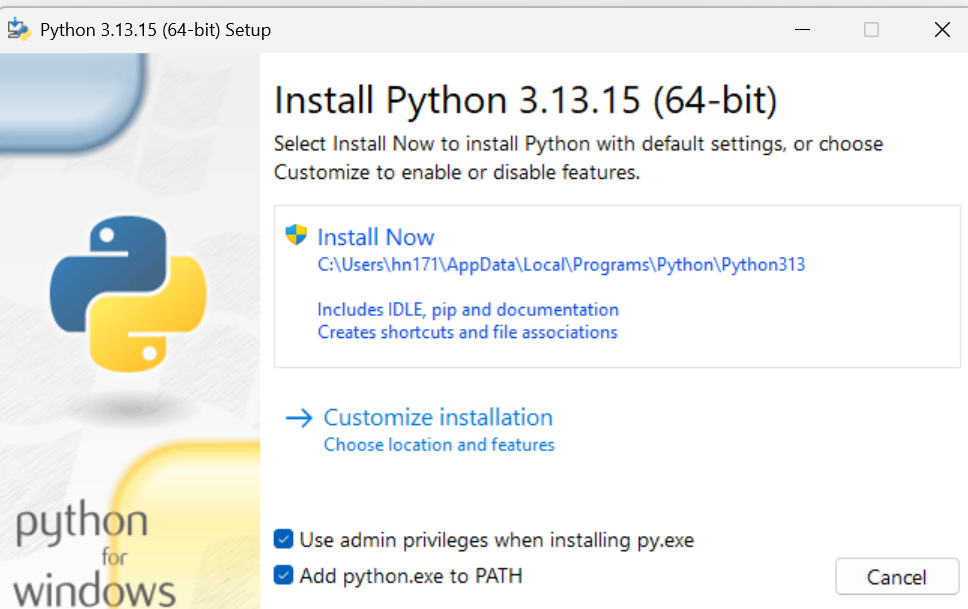 Python 3.13.15 (64-bit) Setup
Install Python 3.13.15 (64-bit)
Select Install Now to install Python with default settings, or choose
Customize to enable or disable features.
Install Now
C:\Users\hn171\AppData\Local\Programs\Python\Python313
Includes IDLE, pip and documentation
Creates shortcuts and file associations
Customize installation
Choose location and features
python
for
windows
Use admin privileges when installing py.exe
Add python.exe to PATH
Cancel